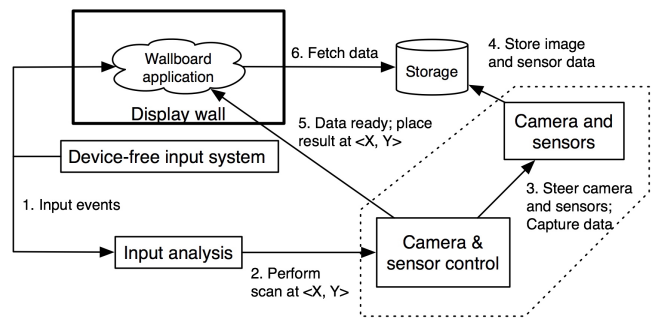 Wallboard
application
Display wall
6. Fetch data
Storage
4. Store image
and sensor data
Camera and
sensors
5. Data ready; place
result at <X, Y>
Device-free input system
3. Steer camera
and sensors;
Capture data
1. Input events
Input analysis
2. Perform
scan at <X, Y>
Camera &
sensor control